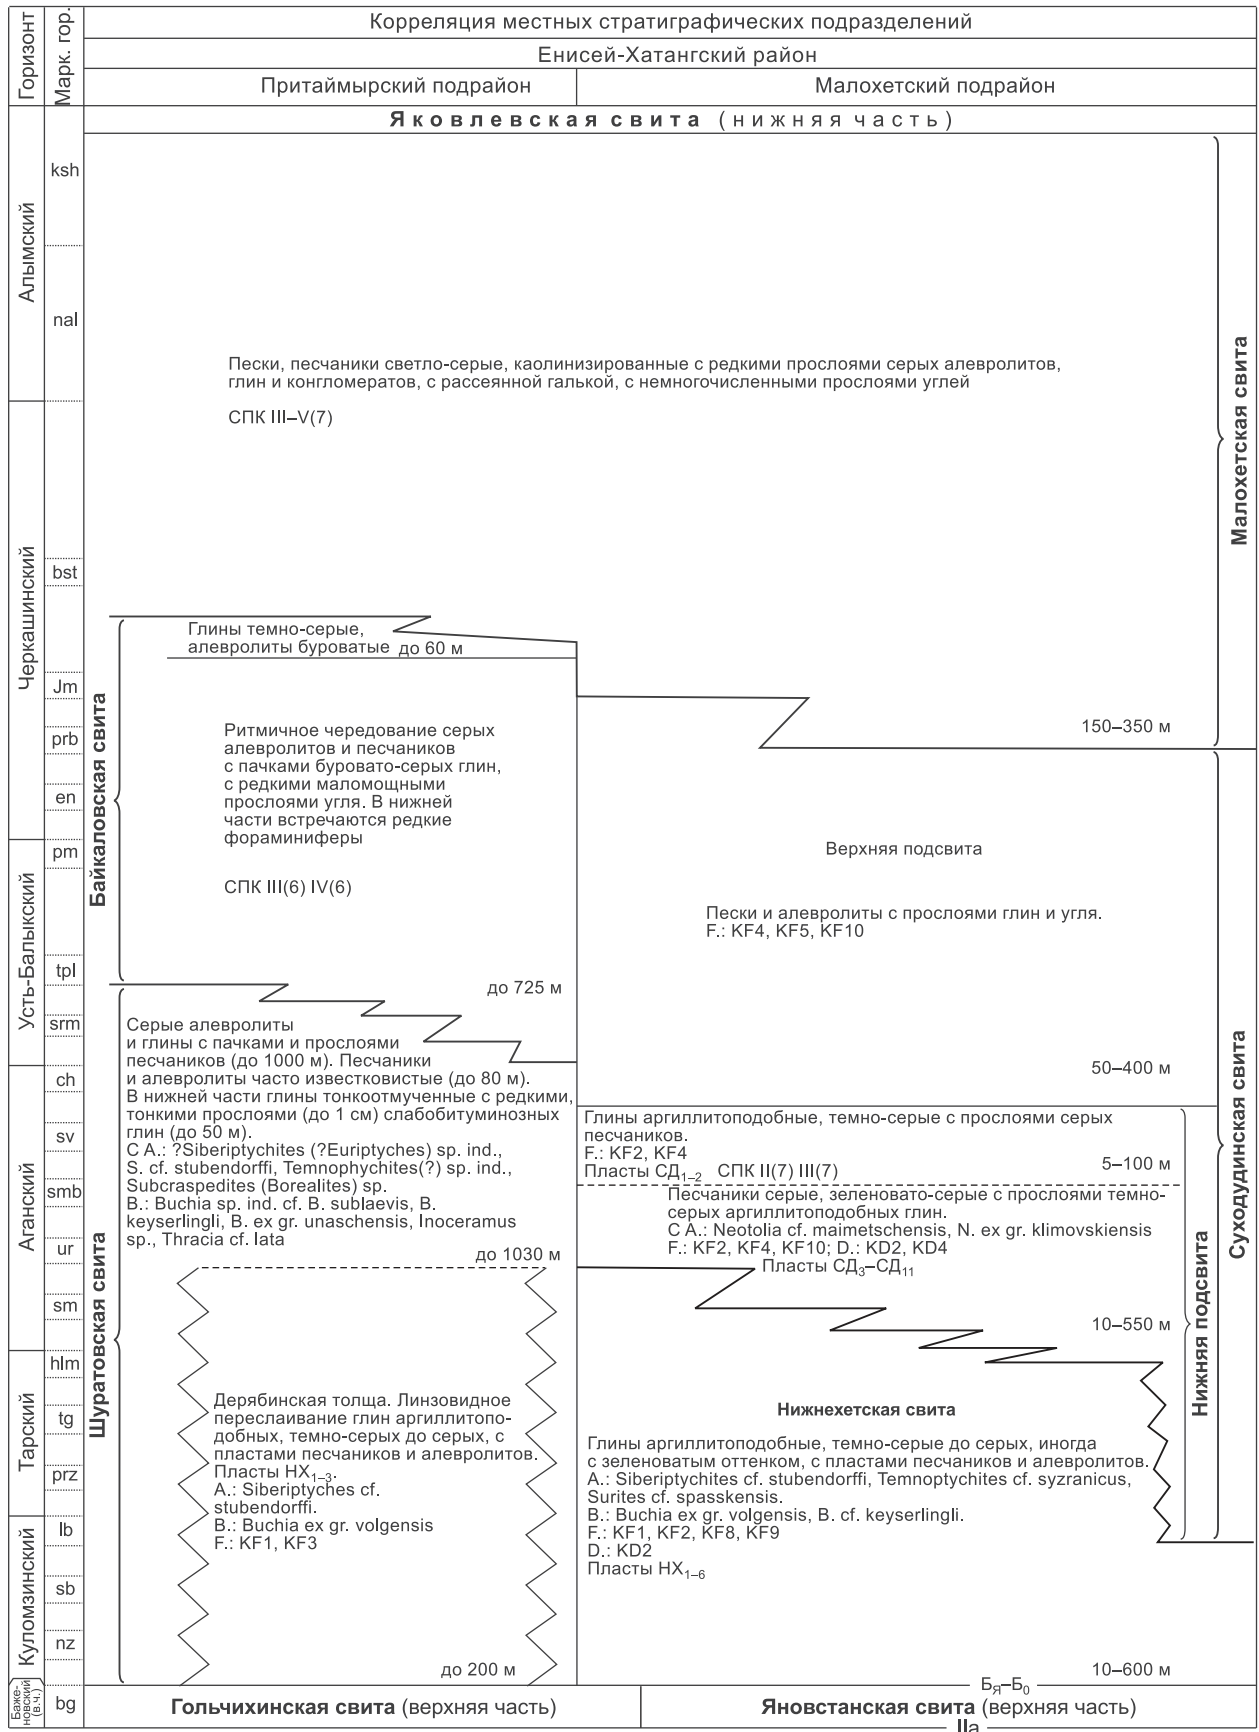 Горизонт
Марк. гор.
Корреляция местных стратиграфических подразделений
Енисей-Хатангский район
Притаймырский подрайон
Малохетский подрайон
Яковлевская свита (нижняя часть)
Алымский
ksh
nal
Пески, песчаники светло-серые, каолинизированные с редкими прослоями серых алевролитов,
глин и конгломератов, с рассеянной галькой, с немногочисленными прослоями углей
СПК III–V(7)
150–350 м
Малохетская свита
Черкашинский
bst
Jm
prb
en
Байкаловская свита
Глины темно-серые,
алевролиты буроватые до 60 м
Ритмичное чередование серых
алевролитов и песчаников
с пачками буровато-серых глин,
с редкими маломощными
прослоями угля. В нижней
части встречаются редкие
фораминиферы
СПК III(6) IV(6)
до 725 м
Усть-Балыкский
pm
tpl
srm
Верхняя подсвита
Пески и алевролиты с прослоями глин и угля.
F.: KF4, KF5, KF10
50–400 м
Суходудинская свита
Аганский
ch
sv
smb
ur
sm
Шуратовская свита
Серые алевролиты
и глины с пачками и прослоями
песчаников (до 1000 м). Песчаники
и алевролиты часто известковистые (до 80 м).
В нижней части глины тонкоотмученные с редкими,
тонкими прослоями (до 1 см) слабобитуминозных
глин (до 50 м).
С А.: ?Siberiptychites (?Euriptyches) sp. ind.,
S. cf. stubendorffi, Temnophychites(?) sp. ind.,
Subcraspedites (Borealites) sp.
B.: Buchia sp. ind. cf. B. sublaevis, B.
keyserlingli, B. ex gr. unaschensis, Inoceramus
sp., Thracia cf. lata
до 1030 м
Глины аргиллитоподобные, темно-серые с прослоями серых
песчаников.
F.: KF2, KF4
Пласты СД1–2 СПК II(7) III(7)
5–100 м
Песчаники серые, зеленовато-серые с прослоями темно-
серых аргиллитоподобных глин.
С А.: Neotolia cf. maimetschensis, N. ex gr. klimovskiensis
F.: KF2, KF4, KF10; D.: KD2, KD4
Пласты СД3–СД11
10–550 м
Нижняя подсвита
Тарский
hlm
tg
prz
Куломзинский
lb
sb
nz
Дерябинская толща. Линзовидное
переслаивание глин аргиллитопо-
добных, темно-серых до серых, с
пластами песчаников и алевролитов.
Пласты НХ1–3.
A.: Siberiptyches cf.
stubendorffi.
B.: Buchia ex gr. volgensis
F.: KF1, KF3
до 200 м
Нижнехетская свита
Глины аргиллитоподобные, темно-серые до серых, иногда
с зеленоватым оттенком, с пластами песчаников и алевролитов.
A.: Siberiptychites cf. stubendorffi, Temnoptychites cf. syzranicus,
Surites cf. spasskensis.
B.: Buchia ex gr. volgensis, B. cf. keyserlingli.
F.: KF1, KF2, KF8, KF9
D.: KD2
Пласты НХ1–6
10–600 м
Баже-
новский
(в.ч.)
bg
Гольчихинская свита (верхняя часть)
БЯ–Б0
Яновстанская свита (верхняя часть)
IIa